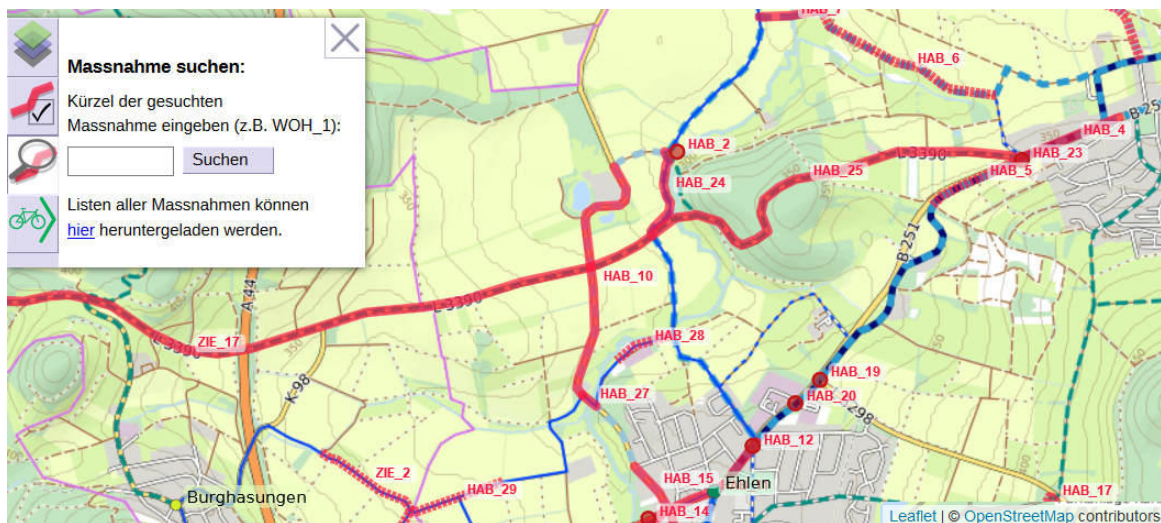 Massnahme suchen:
Kürzel der gesuchten
Massnahme eingeben (z.B. WOH_1):
Suchen
Listen aller Massnahmen können
hier heruntergeladen werden.
HAB_6
HAB_2
HAB_24
HAB_25
L 3390
HAB_4
HAB_23
HAB_5
350
B 251
HAB_10
L 3390
A 44
ZIE_17
L 3390
K-98
HAB_28
HAB_27
HAB_19
HAB_20
HAB_12
HAB_15
Ehlen
ZIE_2
HAB_29
HAB_14
HAB_17
Burghasungen
Leaflet | © OpenStreetMap contributors